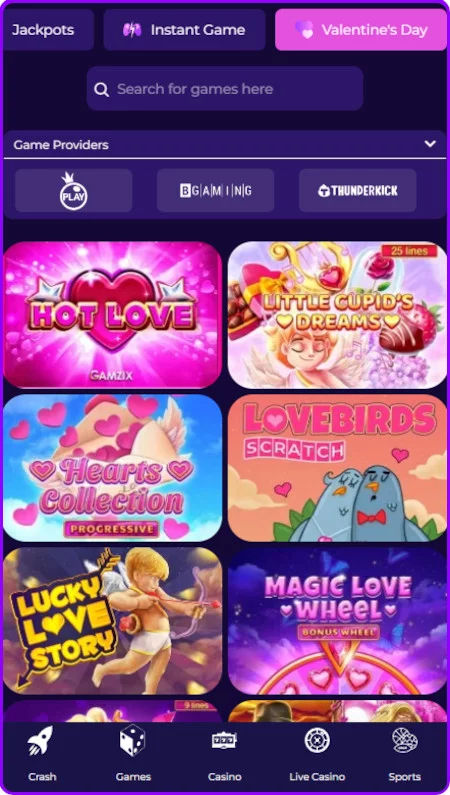 Jackpots
Instant Game
Valentine's Day
Search for games here
Game Providers
PLAY
BGAMING
THUNDERKICK
HOT LOVE
GAMZIX
25 lines
LITTLE CUPID'S
DREAMS
Hearts
Collection
PROGRESSIVE
LOVEBIRDS
SCRATCH
LUCKY
LOVE
STORY
MAGIC LOVE
WHEEL
BONUS WHEEL
9 lines
Crash
Games
Casino
Live Casino
Sports